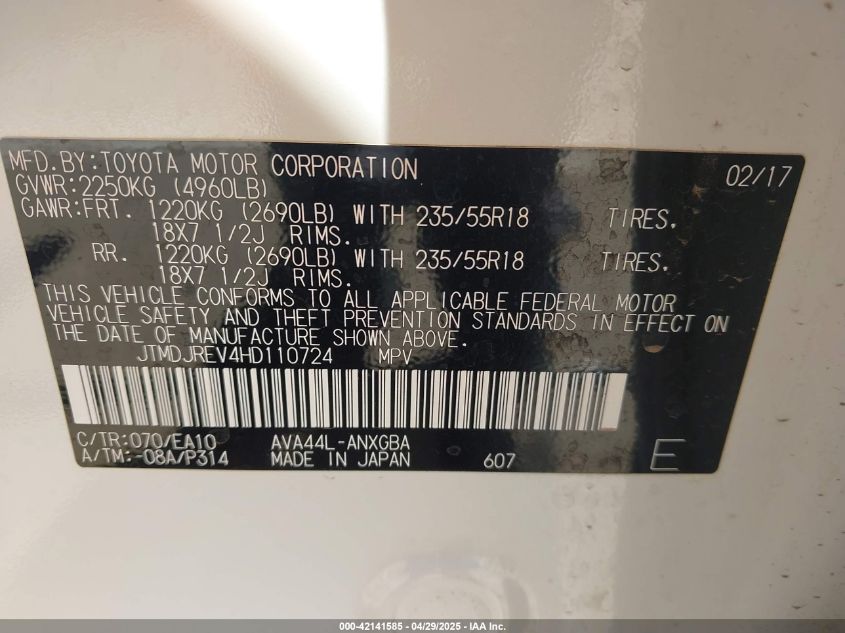 MFD.BY:TOYOTA MOTOR CORPORATION 02/17
GVWR:2250KG (4960LB)
GAWR:FRT. 1220KG (2690LB) WITH 235/55R18 TIRES.
18X7 1/2J RIMS.
RR. 1220KG (2690LB) WITH 235/55R18 TIRES.
18X7 1/2J RIMS.
THIS VEHICLE CONFORMS TO ALL APPLICABLE FEDERAL MOTOR
VEHICLE SAFETY AND THEFT PREVENTION STANDARDS IN EFFECT ON
THE DATE OF MANUFACTURE SHOWN ABOVE.
JTMDJREV4HD110724 MPV
C/TR:070/EA10 AVA44L-ANXGBA
A/TM:-08A/P314 MADE IN JAPAN 607 E
000-42141585 - 04/29/2025 - IAA Inc.